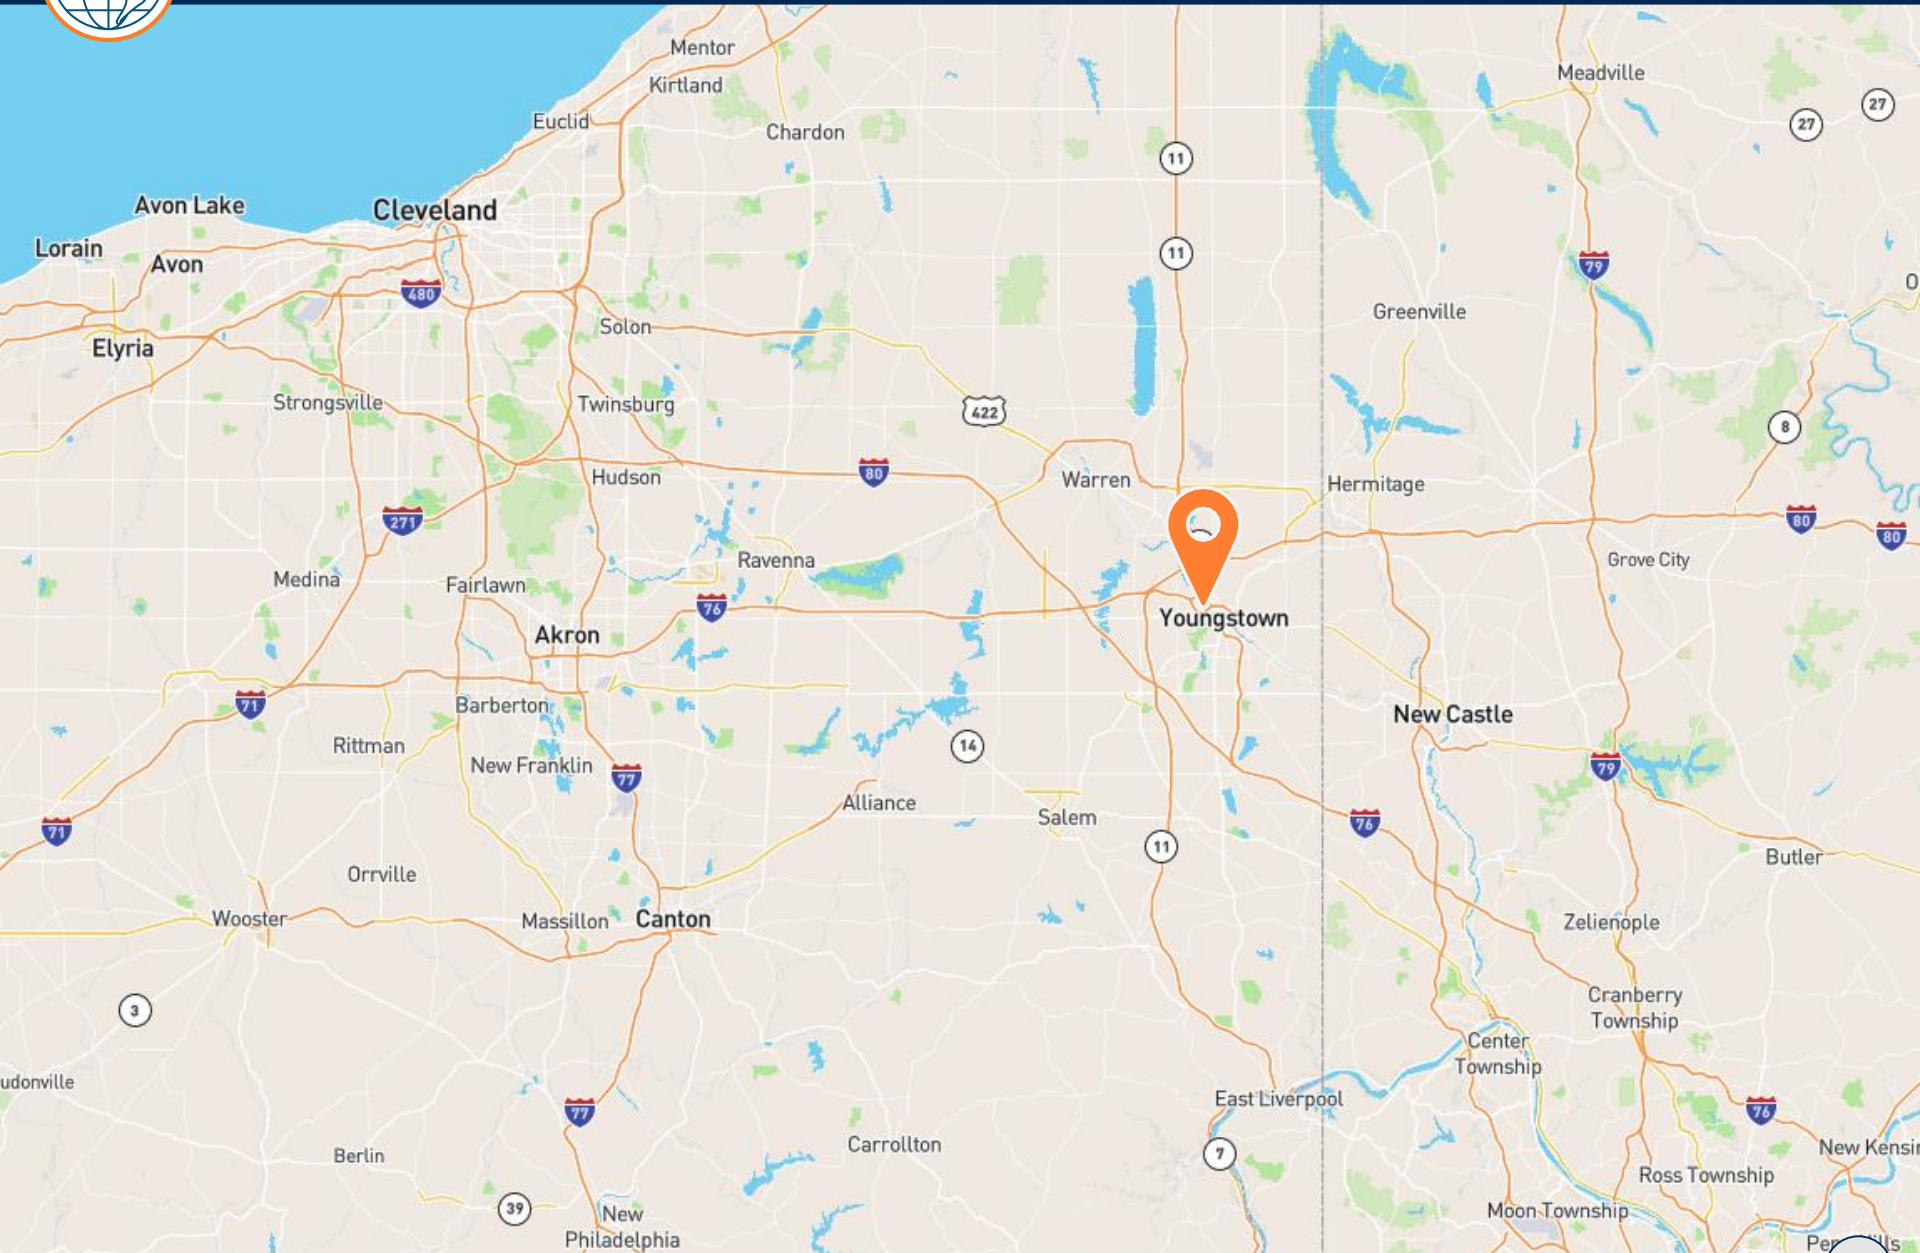 Mentor
Meadville
Kirtland
27
27
Euclid
Chardon
11
Avon Lake
Cleveland
Lorain
Avon
11
79
480
Greenville
Solon
Elyria
Strongsville
Twinsburg
422
8
Hudson
80
Warren
Hermitage
271
80
80
Ravenna
Grove City
Medina
Fairlawn
76
Youngstown
Akron
71
Barberton
New Castle
Rittman
14
New Franklin
77
79
Alliance
Salem
76
71
11
Butler
Orrville
Wooster
Massillon
Canton
Zelienople
3
Cranberry
Township
Center
Township
udonville
East Liverpool
77
76
Berlin
Carrollton
7
New Kensi
Ross Township
39
New
Philadelphia
Moon Township